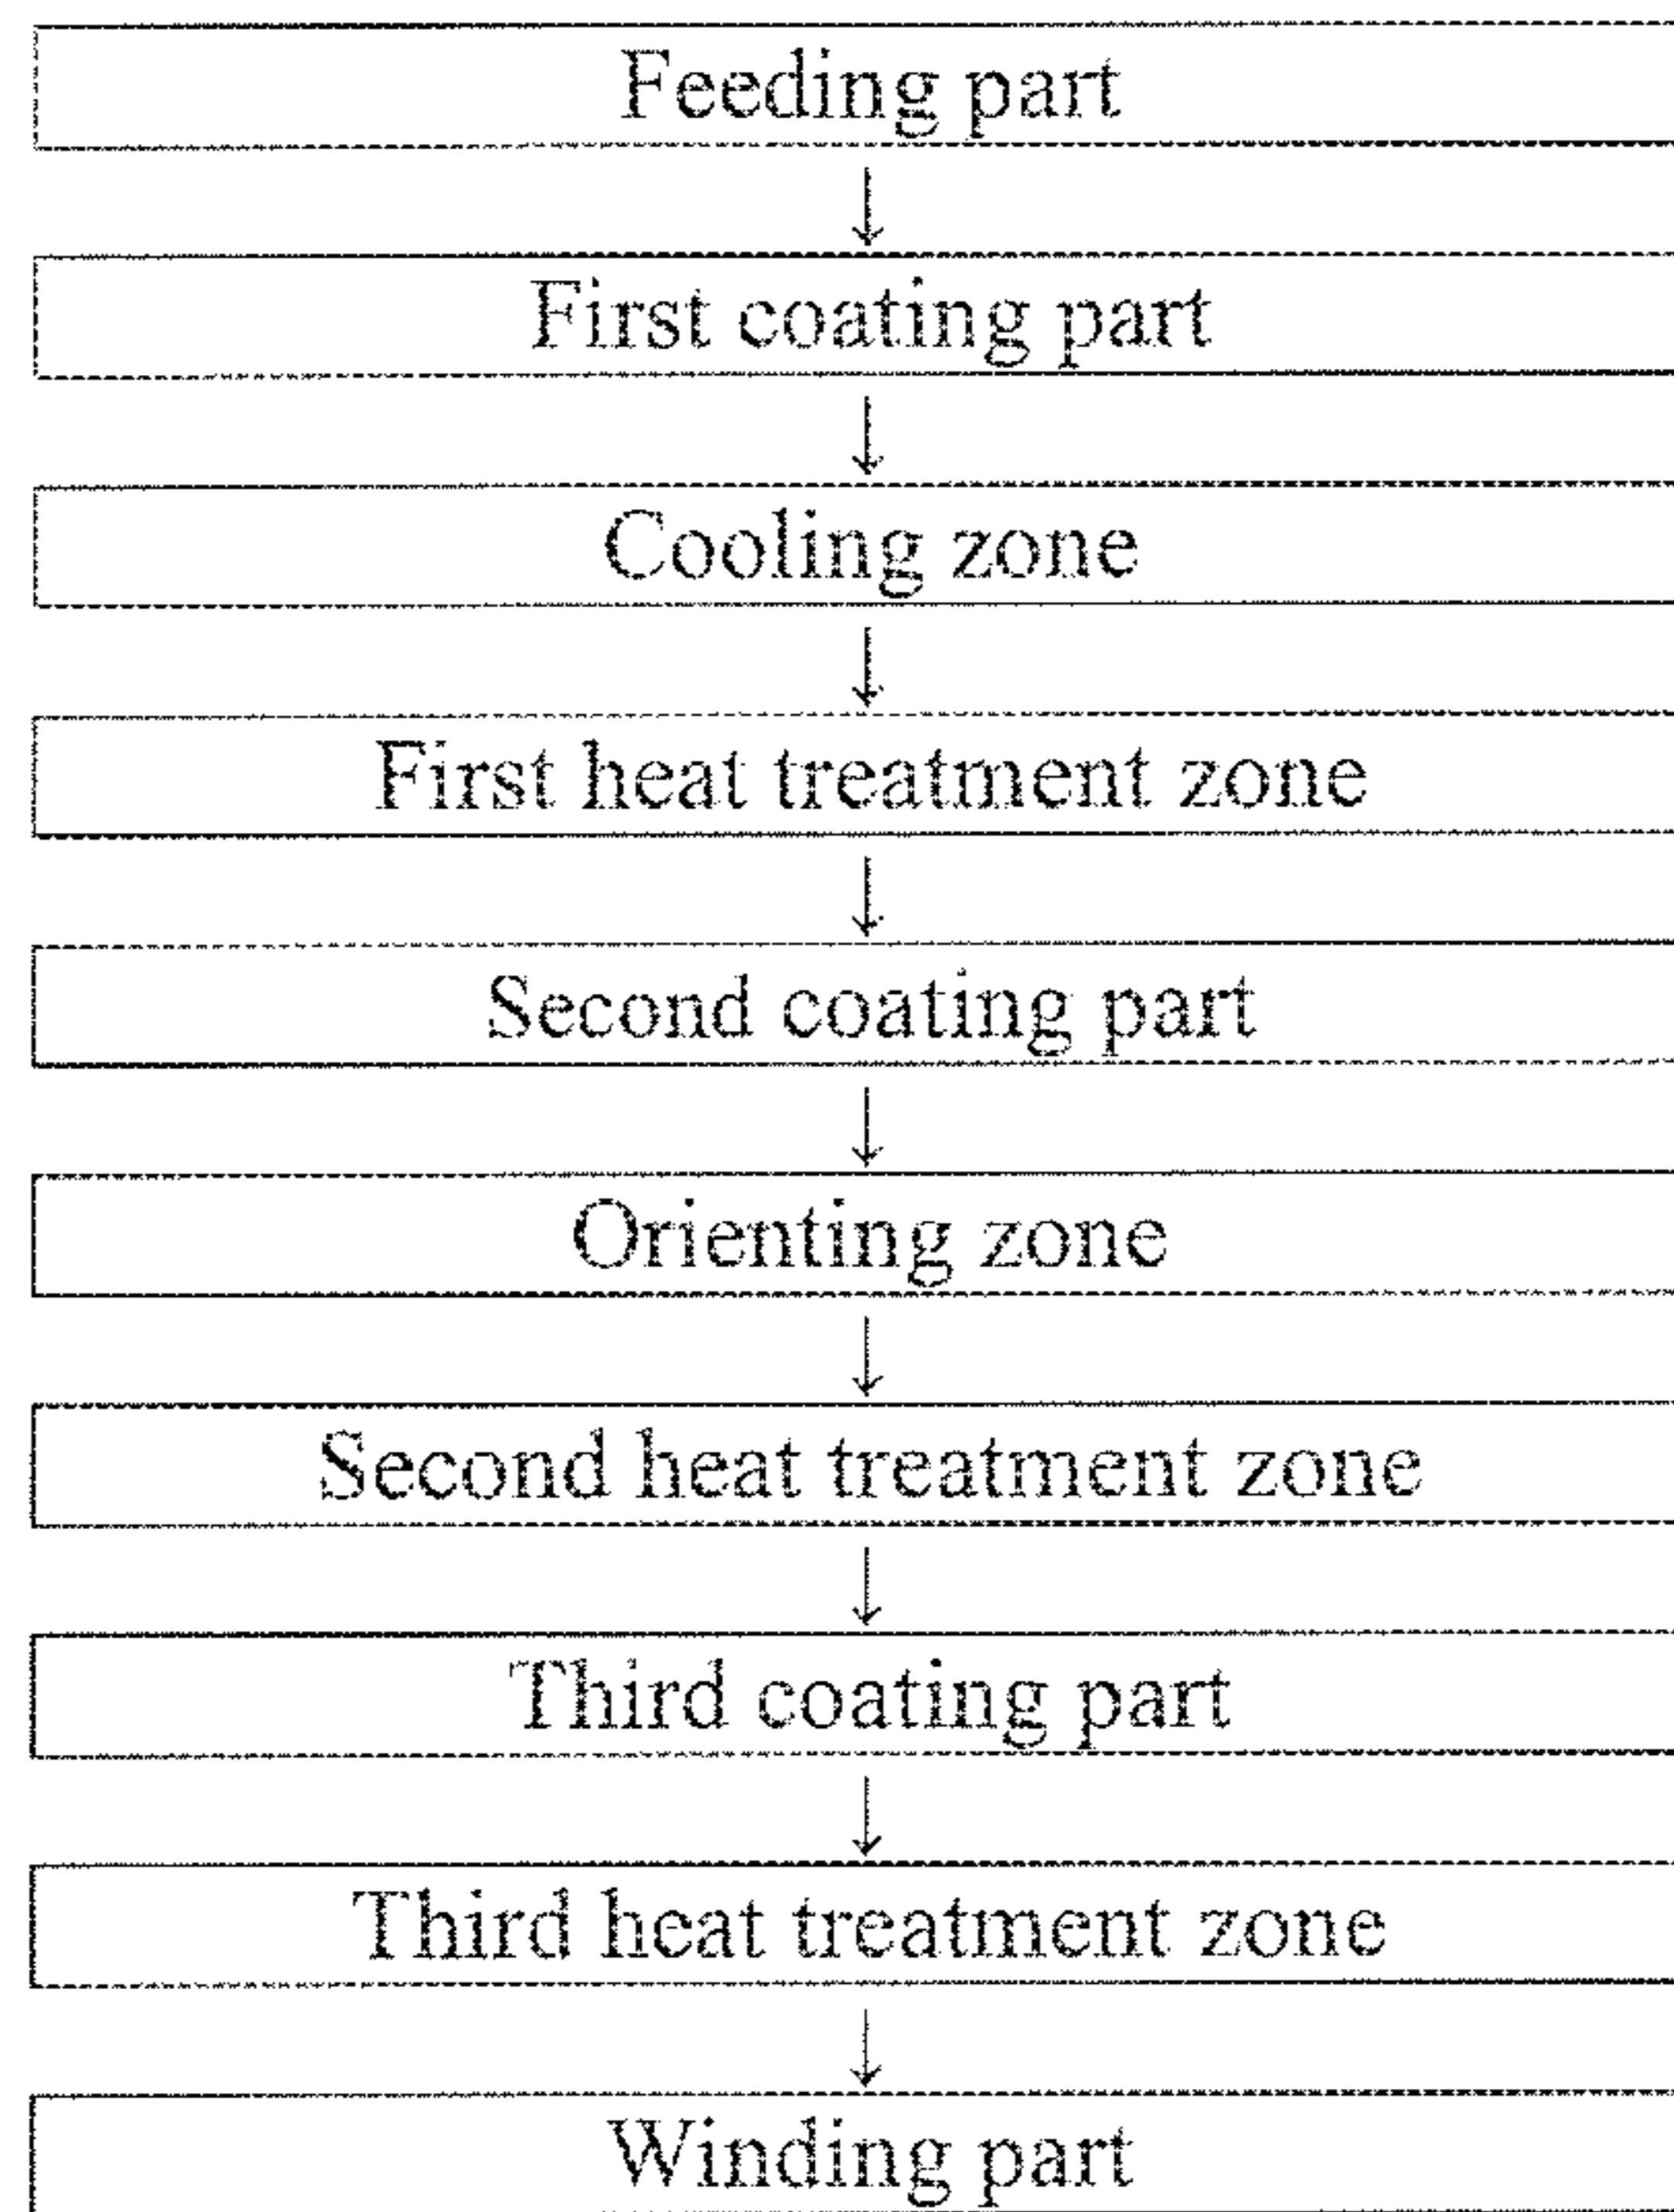 Feeding part
First coating part
Cooling zone
First heat treatment zone
Second coating part
Orienting zone
Second heat treatment zone
Third coating part
Third heat treatment zone
Winding part